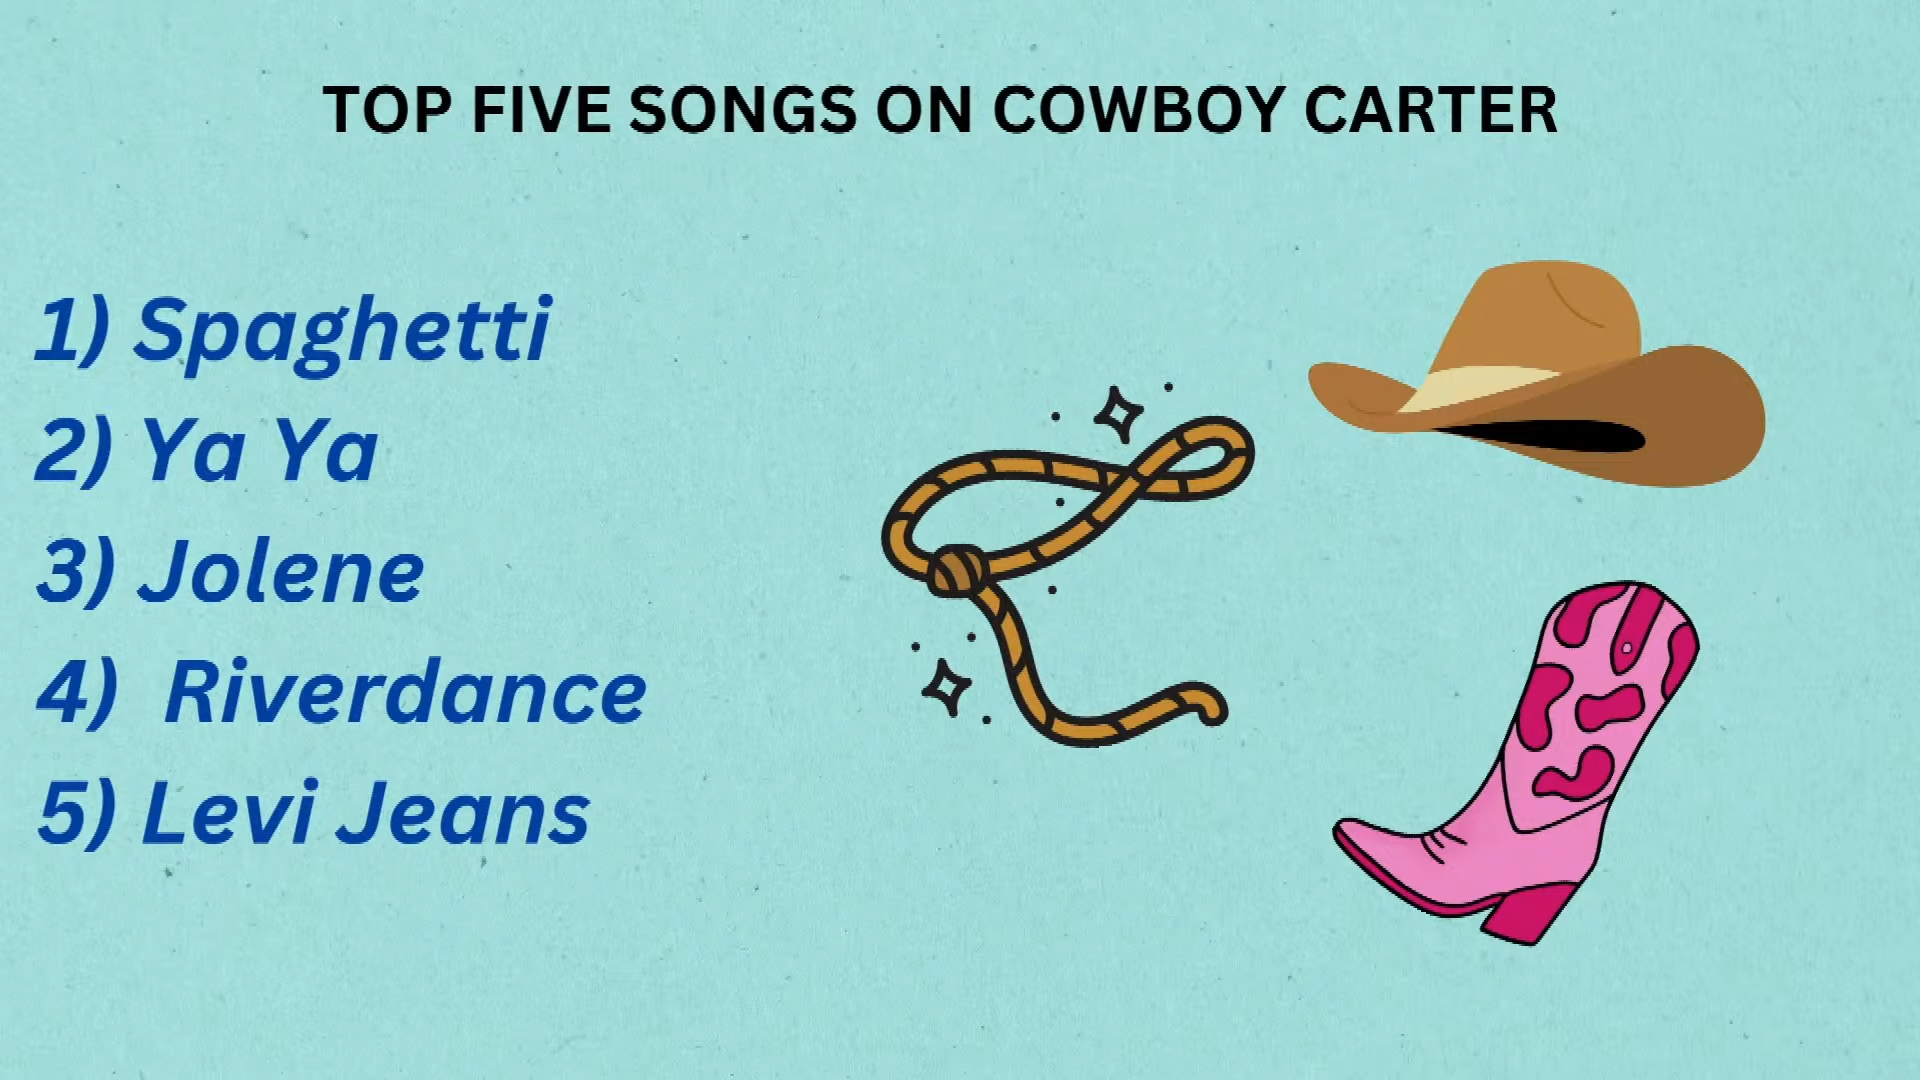 TOP FIVE SONGS ON COWBOY CARTER
1) Spaghetti
2) Ya Ya
3) Jolene
4) Riverdance
5) Levi Jeans